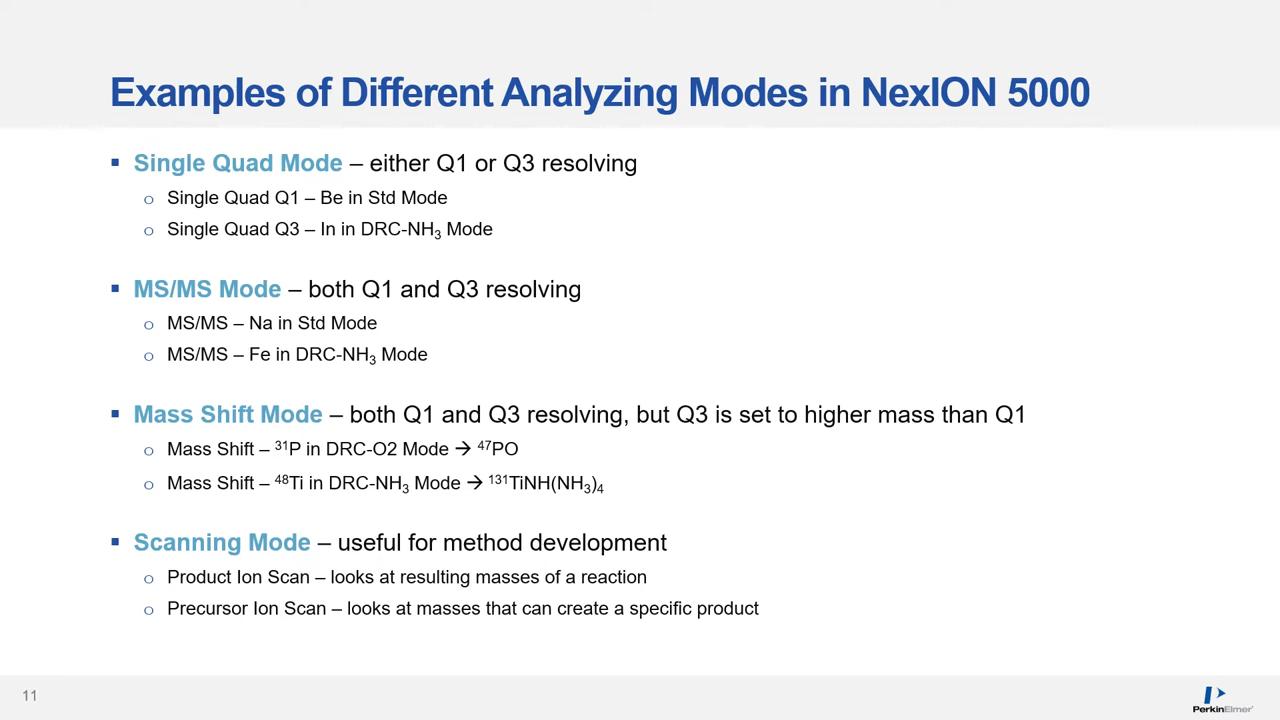 Examples of Different Analyzing Modes in NexION 5000
▪ Single Quad Mode – either Q1 or Q3 resolving
o Single Quad Q1 – Be in Std Mode
o Single Quad Q3 – In in DRC-NH₃ Mode
▪ MS/MS Mode – both Q1 and Q3 resolving
o MS/MS – Na in Std Mode
o MS/MS – Fe in DRC-NH₃ Mode
▪ Mass Shift Mode – both Q1 and Q3 resolving, but Q3 is set to higher mass than Q1
o Mass Shift – ³¹P in DRC-O2 Mode → ⁴⁷PO
o Mass Shift – ⁴⁸Ti in DRC-NH₃ Mode → ¹³¹TiNH(NH₃)₄
▪ Scanning Mode – useful for method development
o Product Ion Scan – looks at resulting masses of a reaction
o Precursor Ion Scan – looks at masses that can create a specific product
11
PerkinElmer